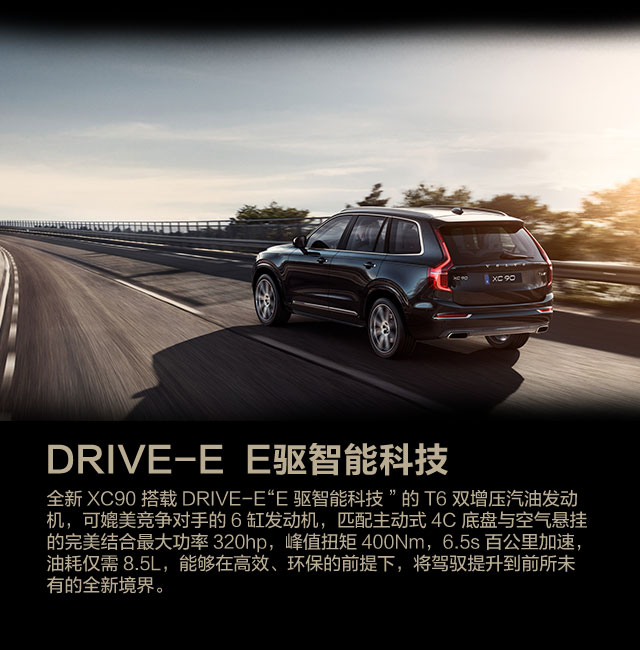 VOLVO
XC90
XC 90
DRIVE-E E驱智能科技
全新 XC90 搭载 DRIVE-E“E 驱智能科技 ” 的 T6 双增压汽油发动
机，可媲美竞争对手的 6 缸发动机，匹配主动式 4C 底盘与空气悬挂
的完美结合最大功率 320hp，峰值扭矩 400Nm，6.5s 百公里加速，
油耗仅需 8.5L，能够在高效、环保的前提下，将驾驭提升到前所未
有的全新境界。